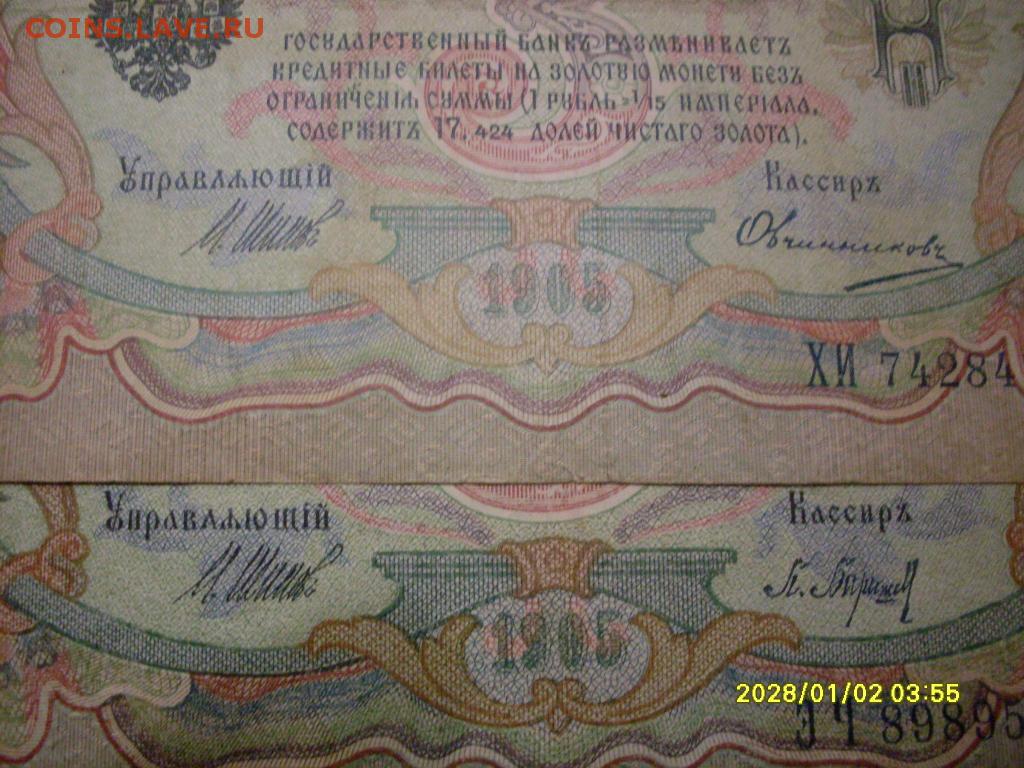 COINS.LAVE.RU
ГОСУДАРСТВЕННЫЙ БАНКЪ РАЗМѢНИВАЕТЪ
КРЕДИТНЫЕ БИЛЕТЫ НА ЗОЛОТУЮ МОНЕТУ БЕЗЪ
ОГРАНИЧЕНІЯ СУММЫ (1 РУБЛЬ = 1/15 ИМПЕРІАЛА,
СОДЕРЖИТЪ 17,424 ДОЛЕЙ ЧИСТАГО ЗОЛОТА).
Управляющій Кассиръ
И. Шиповъ Овчинниковъ
1905
ХИ 74284
Управляющій Кассиръ
И. Шиповъ
1905
2028/01/02 03:55
ЭЧ 89895